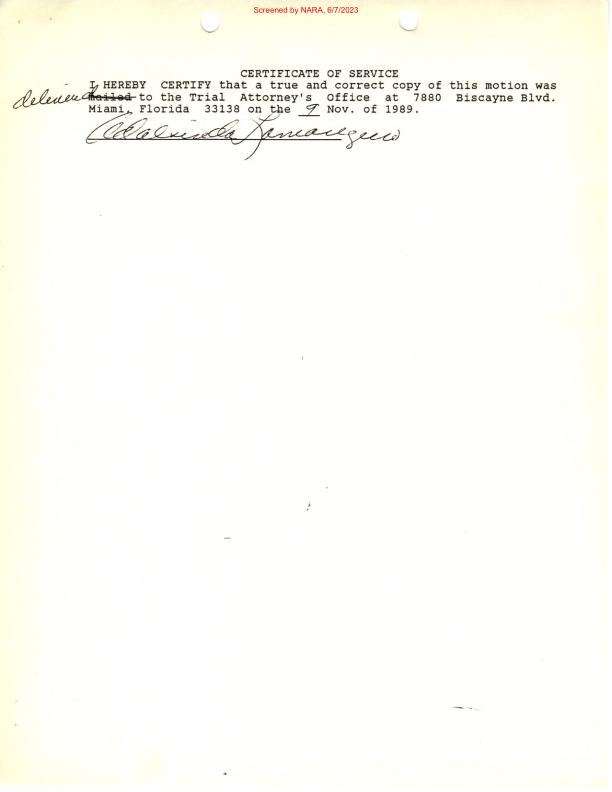 Screened by NARA, 6/7/2023
CERTIFICATE OF SERVICE
I HEREBY CERTIFY that a true and correct copy of this motion was
delivered mailed to the Trial Attorney's Office at 7880 Biscayne Blvd.
Miami, Florida 33138 on the 9 Nov. of 1989.